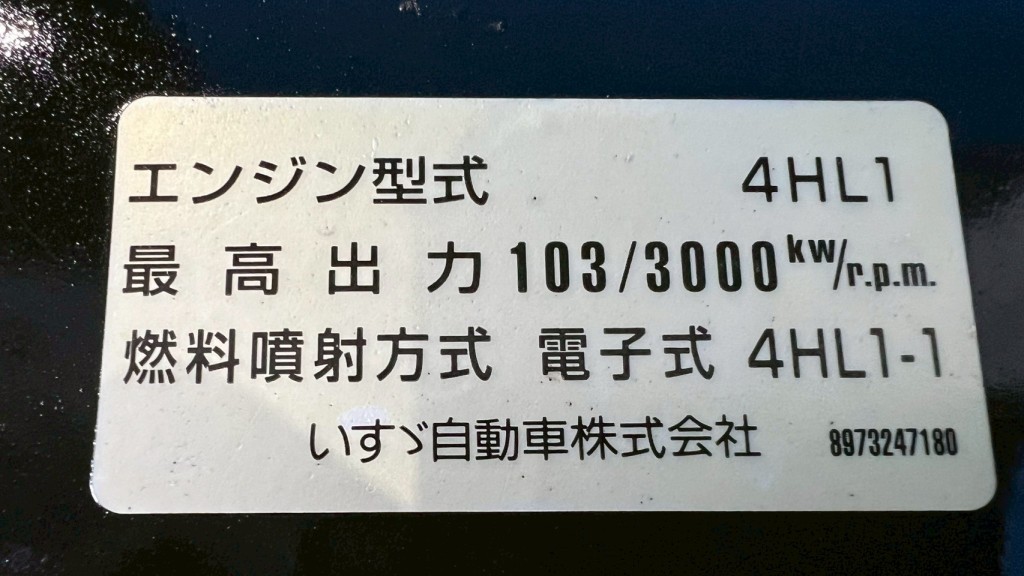 エンジン型式 4HL1
最高出力 103/3000 kw/r.p.m.
燃料噴射方式 電子式 4HL1-1
いすゞ自動車株式会社 8973247180